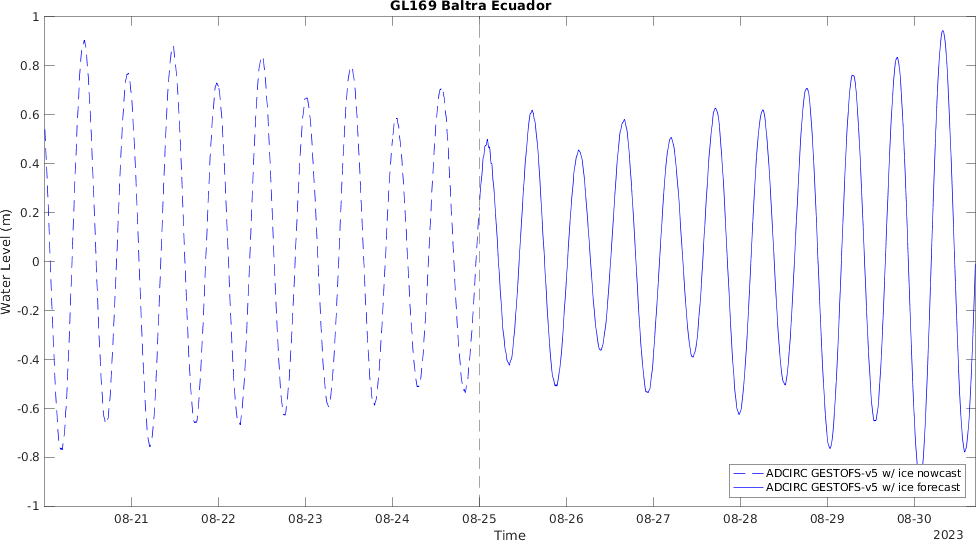 GL169 Baltra Ecuador
Water Level (m)
1
0.8
0.6
0.4
0.2
0
-0.2
-0.4
-0.6
-0.8
-1
ADCIRC GESTOFS-v5 w/ ice nowcast
ADCIRC GESTOFS-v5 w/ ice forecast
08-21 08-22 08-23 08-24 08-25 08-26 08-27 08-28 08-29 08-30
Time
2023